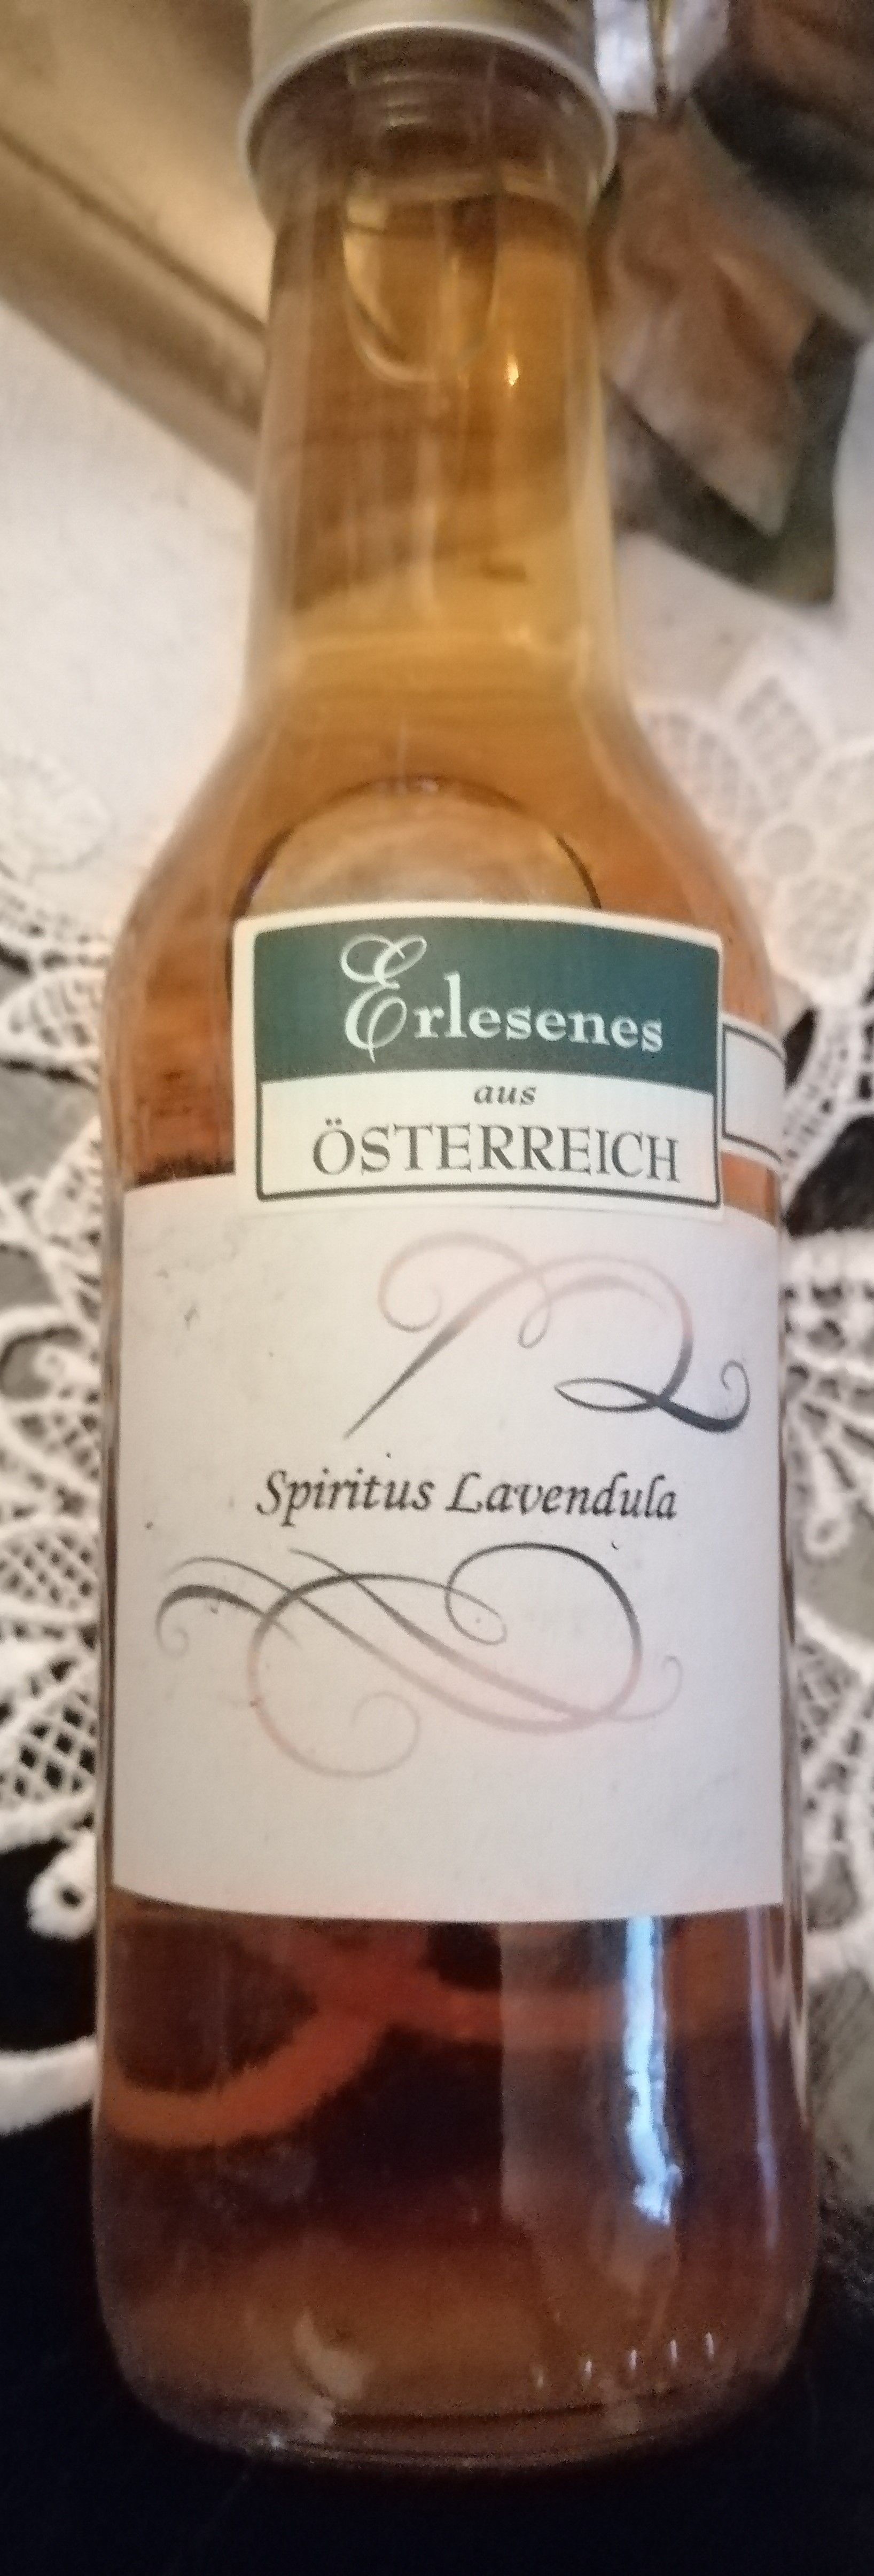 Erlesenes
aus
ÖSTERREICH
Spiritus Lavendula